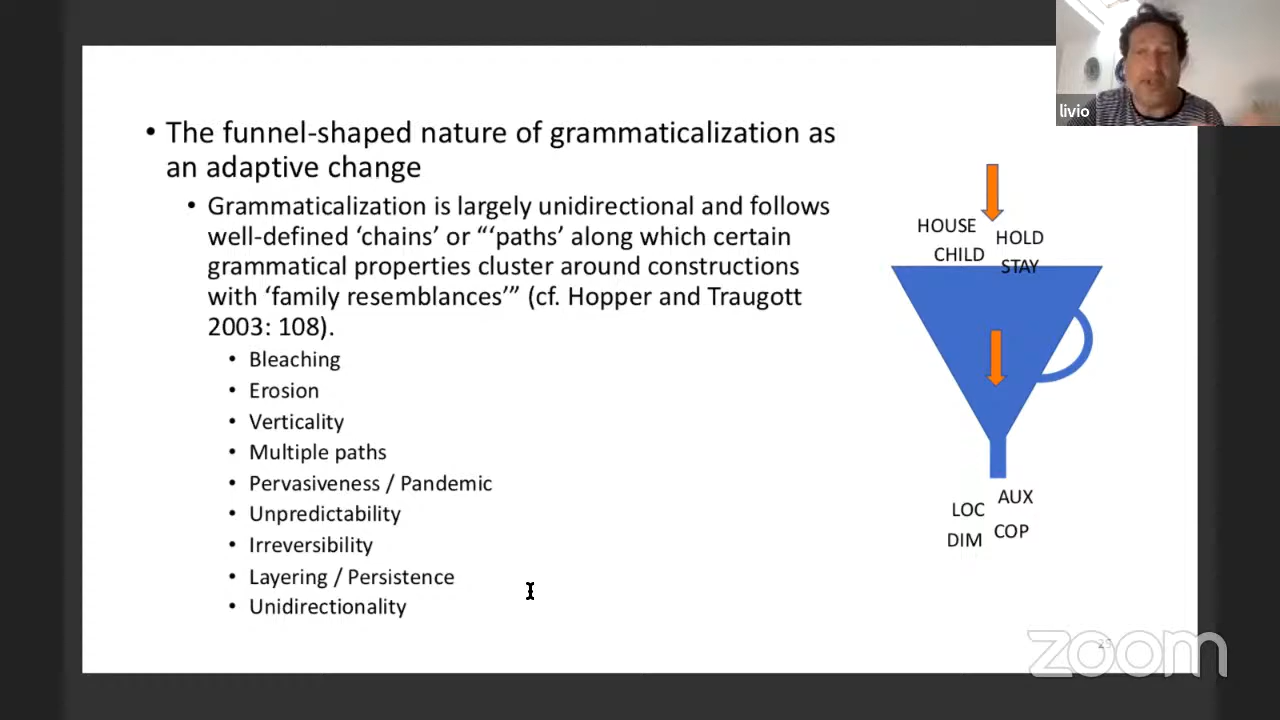 livio
• The funnel-shaped nature of grammaticalization as
an adaptive change
• Grammaticalization is largely unidirectional and follows
well-defined ‘chains’ or “‘paths’ along which certain
grammatical properties cluster around constructions
with ‘family resemblances’” (cf. Hopper and Traugott
2003: 108).
• Bleaching
• Erosion
• Verticality
• Multiple paths
• Pervasiveness / Pandemic
• Unpredictability
• Irreversibility
• Layering / Persistence
• Unidirectionality
HOUSE
HOLD
CHILD
STAY
AUX
LOC
COP
DIM
zoom